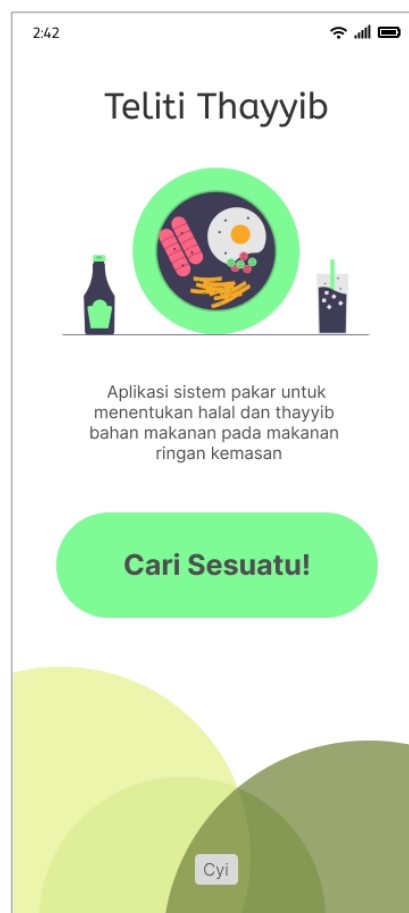 2:42
Teliti Thayyib
Aplikasi sistem pakar untuk
menentukan halal dan thayyib
bahan makanan pada makanan
ringan kemasan
Cari Sesuatu!
Cyi